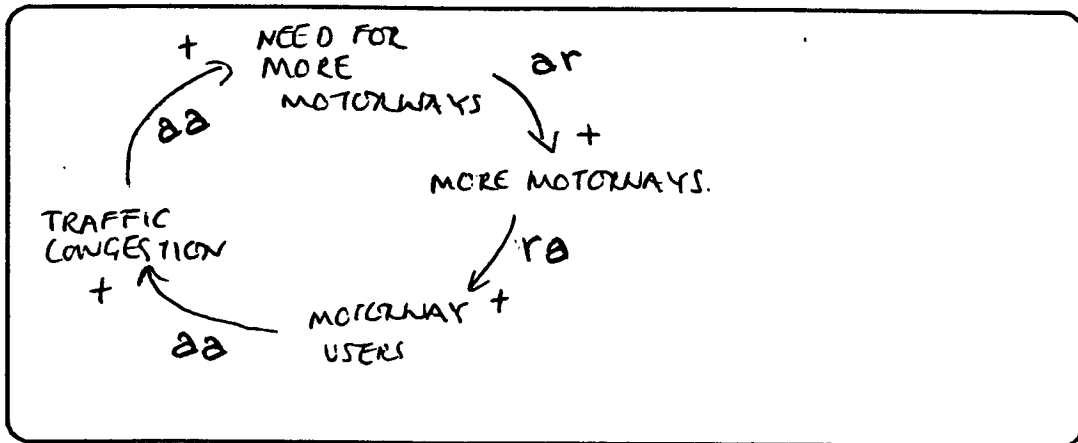 + NEED FOR
MORE
MOTORWAYS
ar
aa
+
MORE MOTORWAYS.
TRAFFIC
CONGESTION
ra
+
MOTORWAY +
USERS
aa